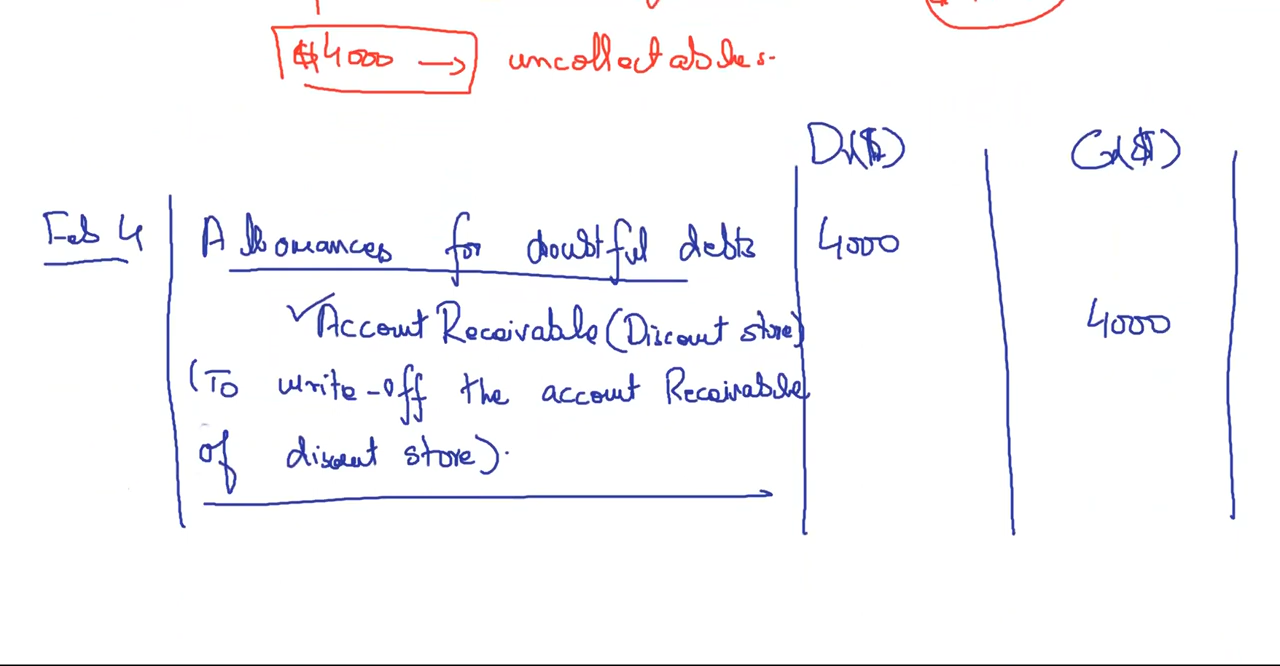 $4000 → uncollectables.
Dr($) Cr($)
Feb 4 Allowances for doubtful debts 4000
✓Account Receivable (Discount store) 4000
(To write-off the account Receivable
of discount store).